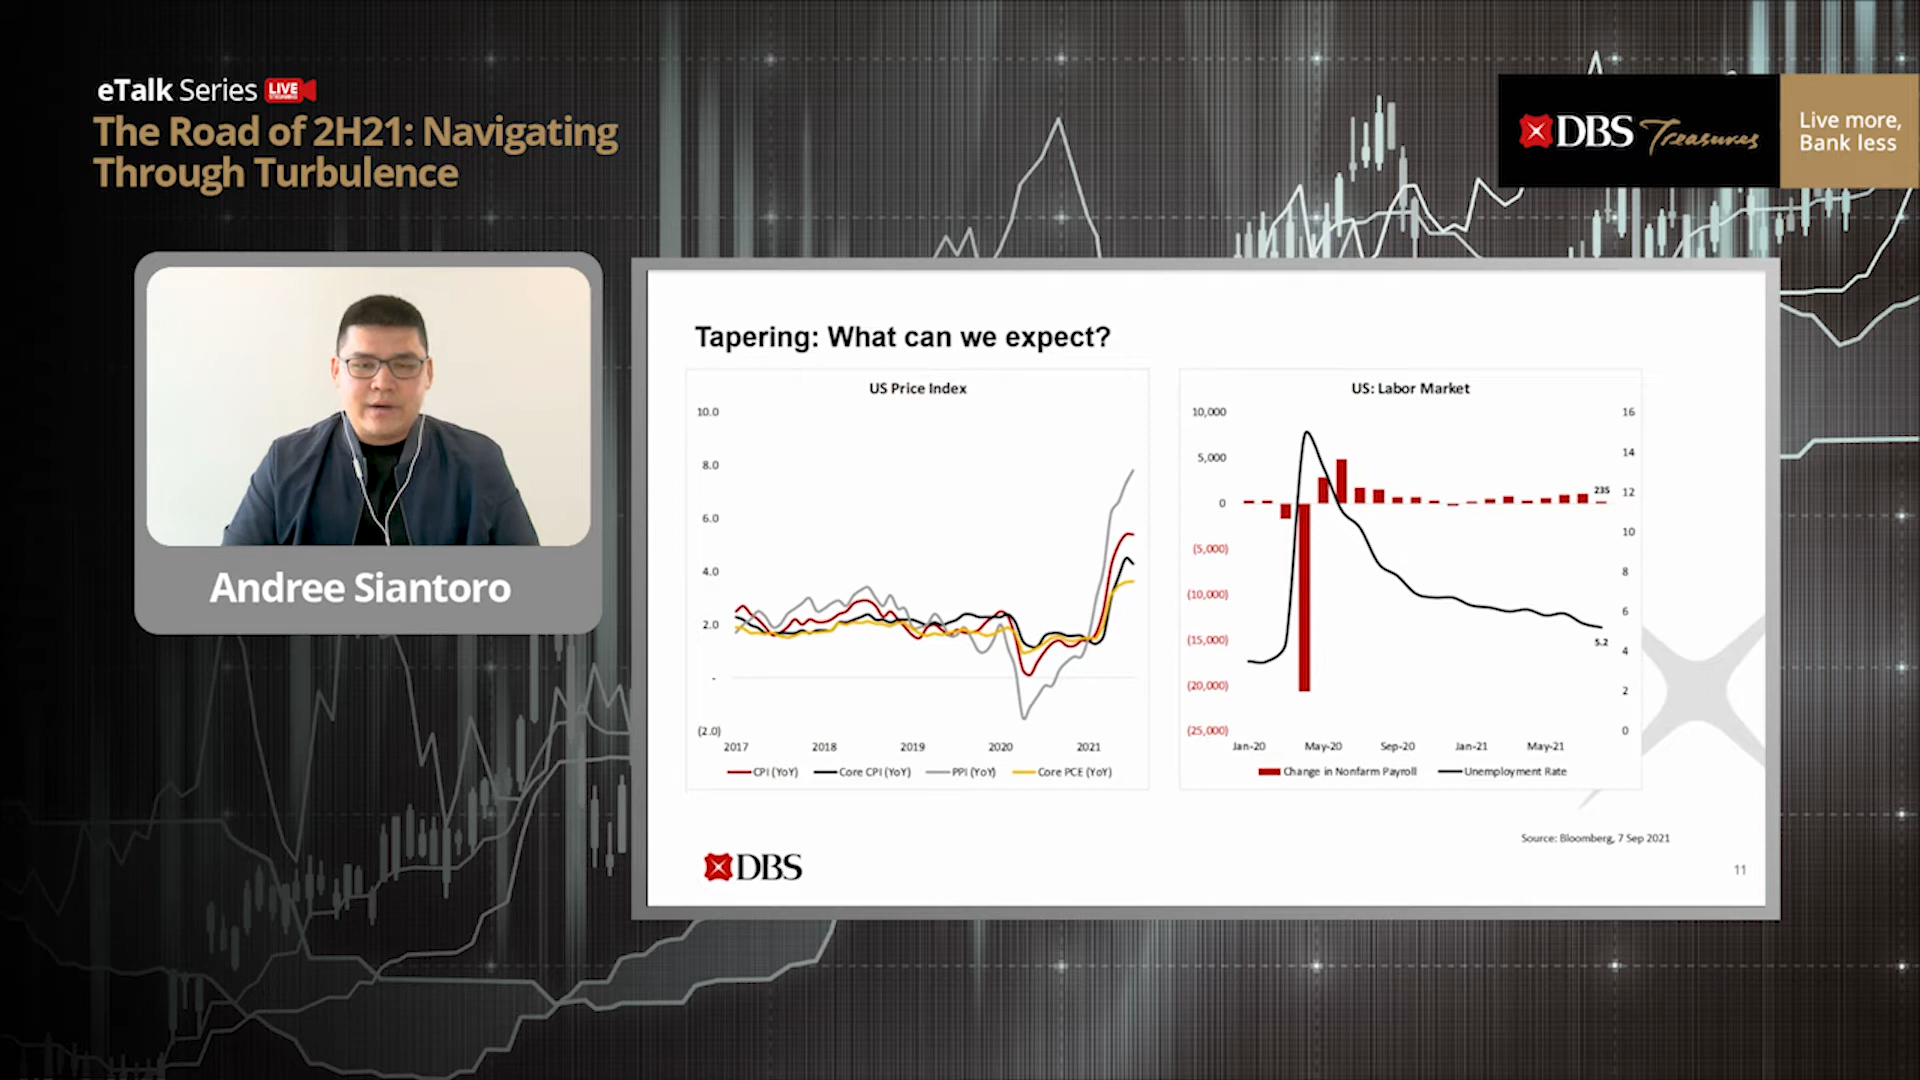 eTalk Series LIVE
The Road of 2H21: Navigating
Through Turbulence
DBS Treasures
Live more,
Bank less
Andree Siantoro
Tapering: What can we expect?
US Price Index
10.0
8.0
6.0
4.0
2.0
-
(2.0)
2017 2018 2019 2020 2021
CPI (YoY) Core CPI (YoY) PPI (YoY) Core PCE (YoY)
US: Labor Market
10,000
5,000
0
(5,000)
(10,000)
(15,000)
(20,000)
(25,000)
16
14
12
10
8
6
4
2
0
235
5.2
Jan-20 May-20 Sep-20 Jan-21 May-21
Change in Nonfarm Payroll Unemployment Rate
Source: Bloomberg, 7 Sep 2021
DBS
11